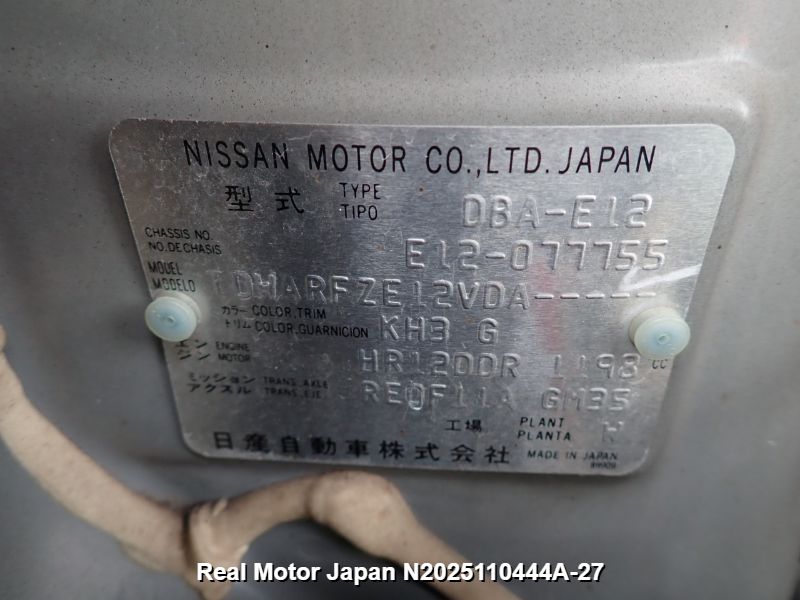 NISSAN MOTOR CO.,LTD. JAPAN
型式 TYPE TIPO DBA-E12
CHASSIS NO. NO.DE CHASIS E12-077755
MODEL MODELO TDHARFZE12VDA-----
カラー COLOR,TRIM トリム COLOR,GUARNICION KH3 G
エンジン ENGINE MOTOR HR12DDR 1198 CC
ミッション アクスル TRANS.AXLE TRANS.EJE RE0F11A GM35
工場 PLANT PLANTA
日産自動車株式会社 MADE IN JAPAN
Real Motor Japan N2025110444A-27